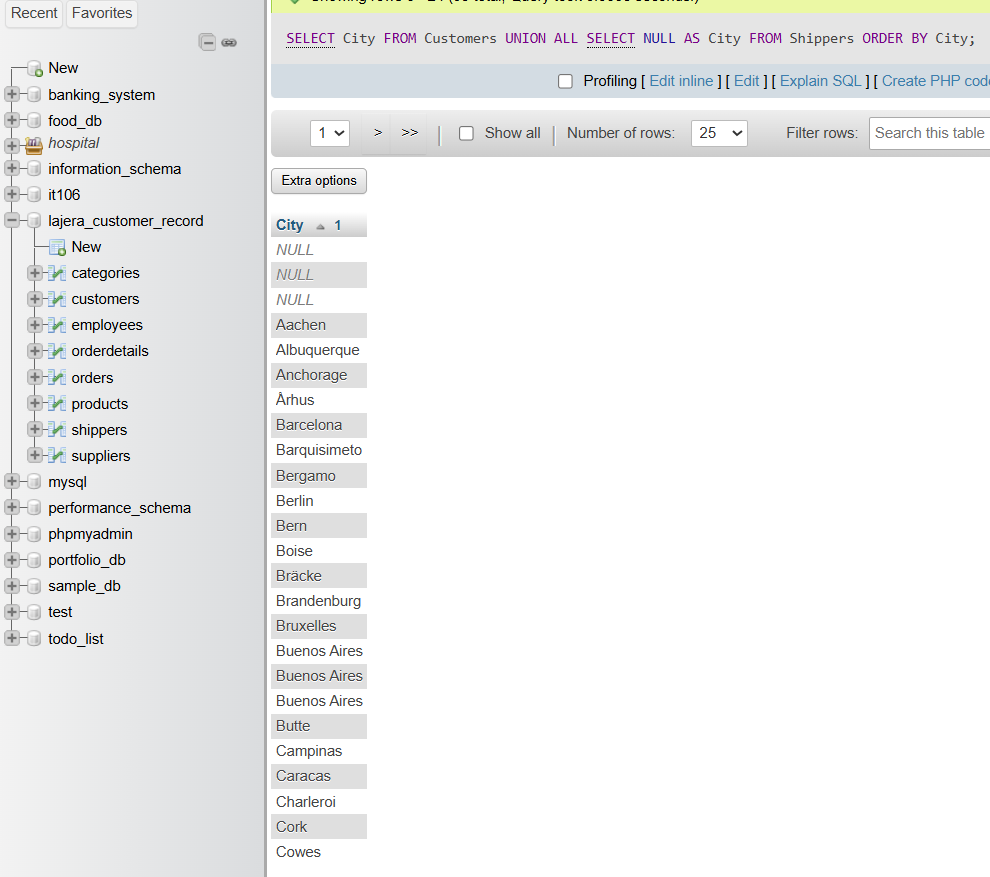 Recent Favorites
New
banking_system
food_db
hospital
information_schema
it106
lajera_customer_record
New
categories
customers
employees
orderdetails
orders
products
shippers
suppliers
mysql
performance_schema
phpmyadmin
portfolio_db
sample_db
test
todo_list
SELECT City FROM Customers UNION ALL SELECT NULL AS City FROM Shippers ORDER BY City;
Profiling [ Edit inline ] [ Edit ] [ Explain SQL ] [ Create PHP code
1 > >> | Show all | Number of rows: 25 Filter rows: Search this table
Extra options
City 1
NULL
NULL
NULL
Aachen
Albuquerque
Anchorage
Århus
Barcelona
Barquisimeto
Bergamo
Berlin
Bern
Boise
Bräcke
Brandenburg
Bruxelles
Buenos Aires
Buenos Aires
Buenos Aires
Butte
Campinas
Caracas
Charleroi
Cork
Cowes